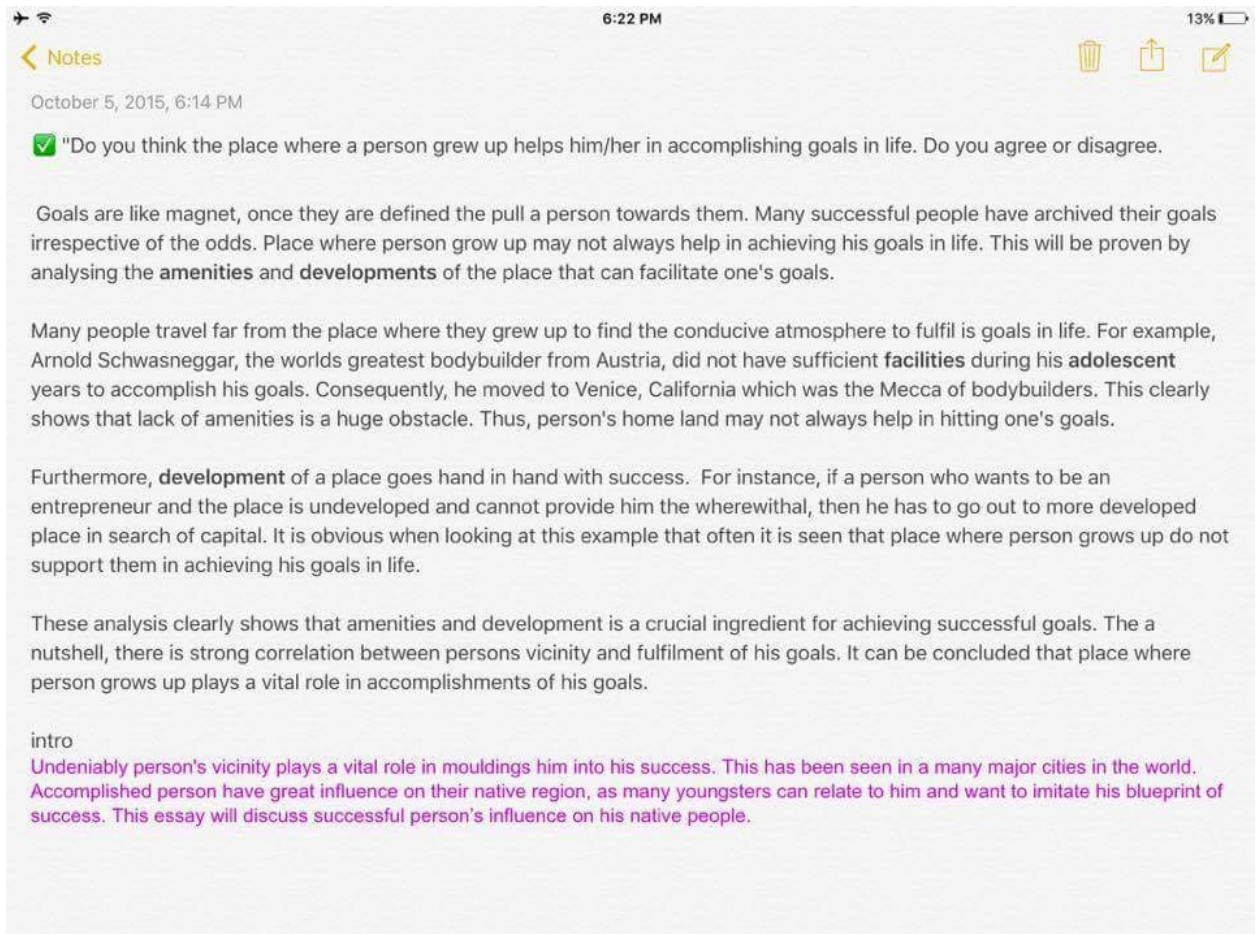 6:22 PM
13%
Notes
October 5, 2015, 6:14 PM
✅ "Do you think the place where a person grew up helps him/her in accomplishing goals in life. Do you agree or disagree.
Goals are like magnet, once they are defined the pull a person towards them. Many successful people have archived their goals
irrespective of the odds. Place where person grow up may not always help in achieving his goals in life. This will be proven by
analysing the amenities and developments of the place that can facilitate one's goals.
Many people travel far from the place where they grew up to find the conducive atmosphere to fulfil is goals in life. For example,
Arnold Schwasneggar, the worlds greatest bodybuilder from Austria, did not have sufficient facilities during his adolescent
years to accomplish his goals. Consequently, he moved to Venice, California which was the Mecca of bodybuilders. This clearly
shows that lack of amenities is a huge obstacle. Thus, person's home land may not always help in hitting one's goals.
Furthermore, development of a place goes hand in hand with success. For instance, if a person who wants to be an
entrepreneur and the place is undeveloped and cannot provide him the wherewithal, then he has to go out to more developed
place in search of capital. It is obvious when looking at this example that often it is seen that place where person grows up do not
support them in achieving his goals in life.
These analysis clearly shows that amenities and development is a crucial ingredient for achieving successful goals. The a
nutshell, there is strong correlation between persons vicinity and fulfilment of his goals. It can be concluded that place where
person grows up plays a vital role in accomplishments of his goals.
intro
Undeniably person's vicinity plays a vital role in mouldings him into his success. This has been seen in a many major cities in the world.
Accomplished person have great influence on their native region, as many youngsters can relate to him and want to imitate his blueprint of
success. This essay will discuss successful person's influence on his native people.